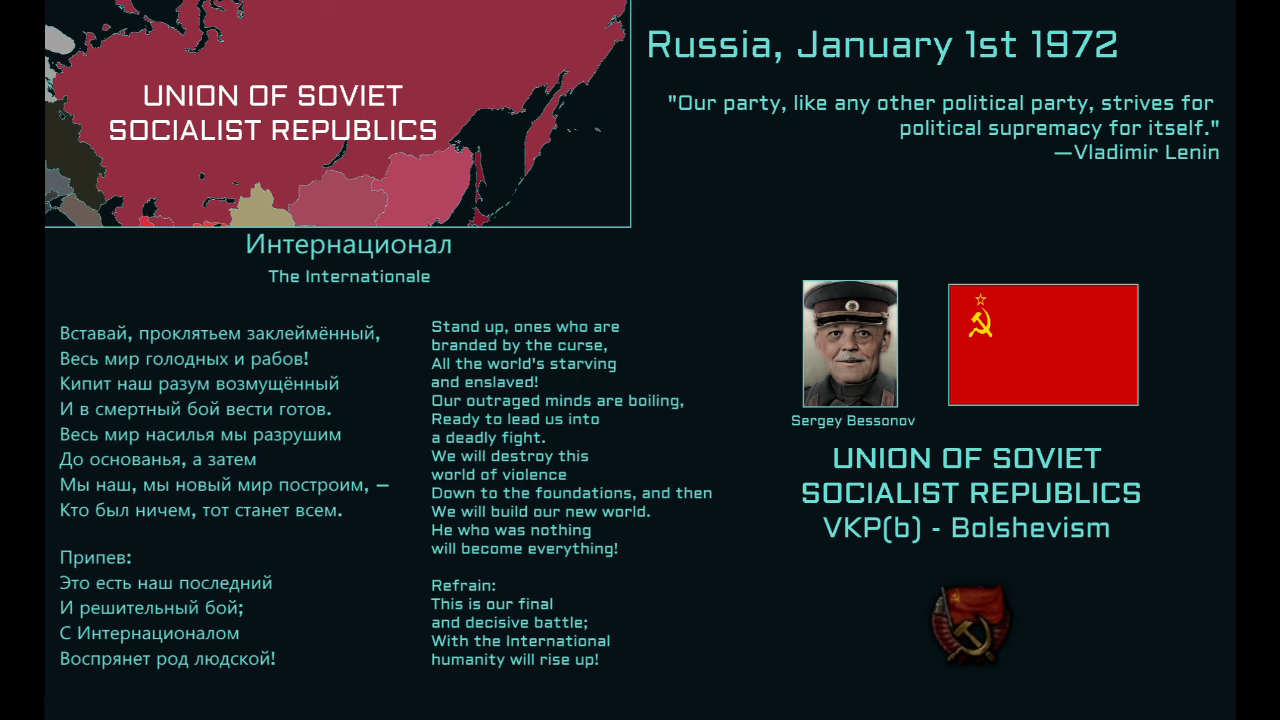 UNION OF SOVIET
SOCIALIST REPUBLICS
Russia, January 1st 1972
"Our party, like any other political party, strives for
political supremacy for itself."
—Vladimir Lenin
Интернационал
The Internationale
Вставай, проклятьем заклеймённый,
Весь мир голодных и рабов!
Кипит наш разум возмущённый
И в смертный бой вести готов.
Весь мир насилья мы разрушим
До основанья, а затем
Мы наш, мы новый мир построим, —
Кто был ничем, тот станет всем.
Припев:
Это есть наш последний
И решительный бой;
С Интернационалом
Воспрянет род людской!
Stand up, ones who are
branded by the curse,
All the world's starving
and enslaved!
Our outraged minds are boiling,
Ready to lead us into
a deadly fight.
We will destroy this
world of violence
Down to the foundations, and then
We will build our new world.
He who was nothing
will become everything!
Refrain:
This is our final
and decisive battle;
With the International
humanity will rise up!
Sergey Bessonov
UNION OF SOVIET
SOCIALIST REPUBLICS
VKP(b) - Bolshevism